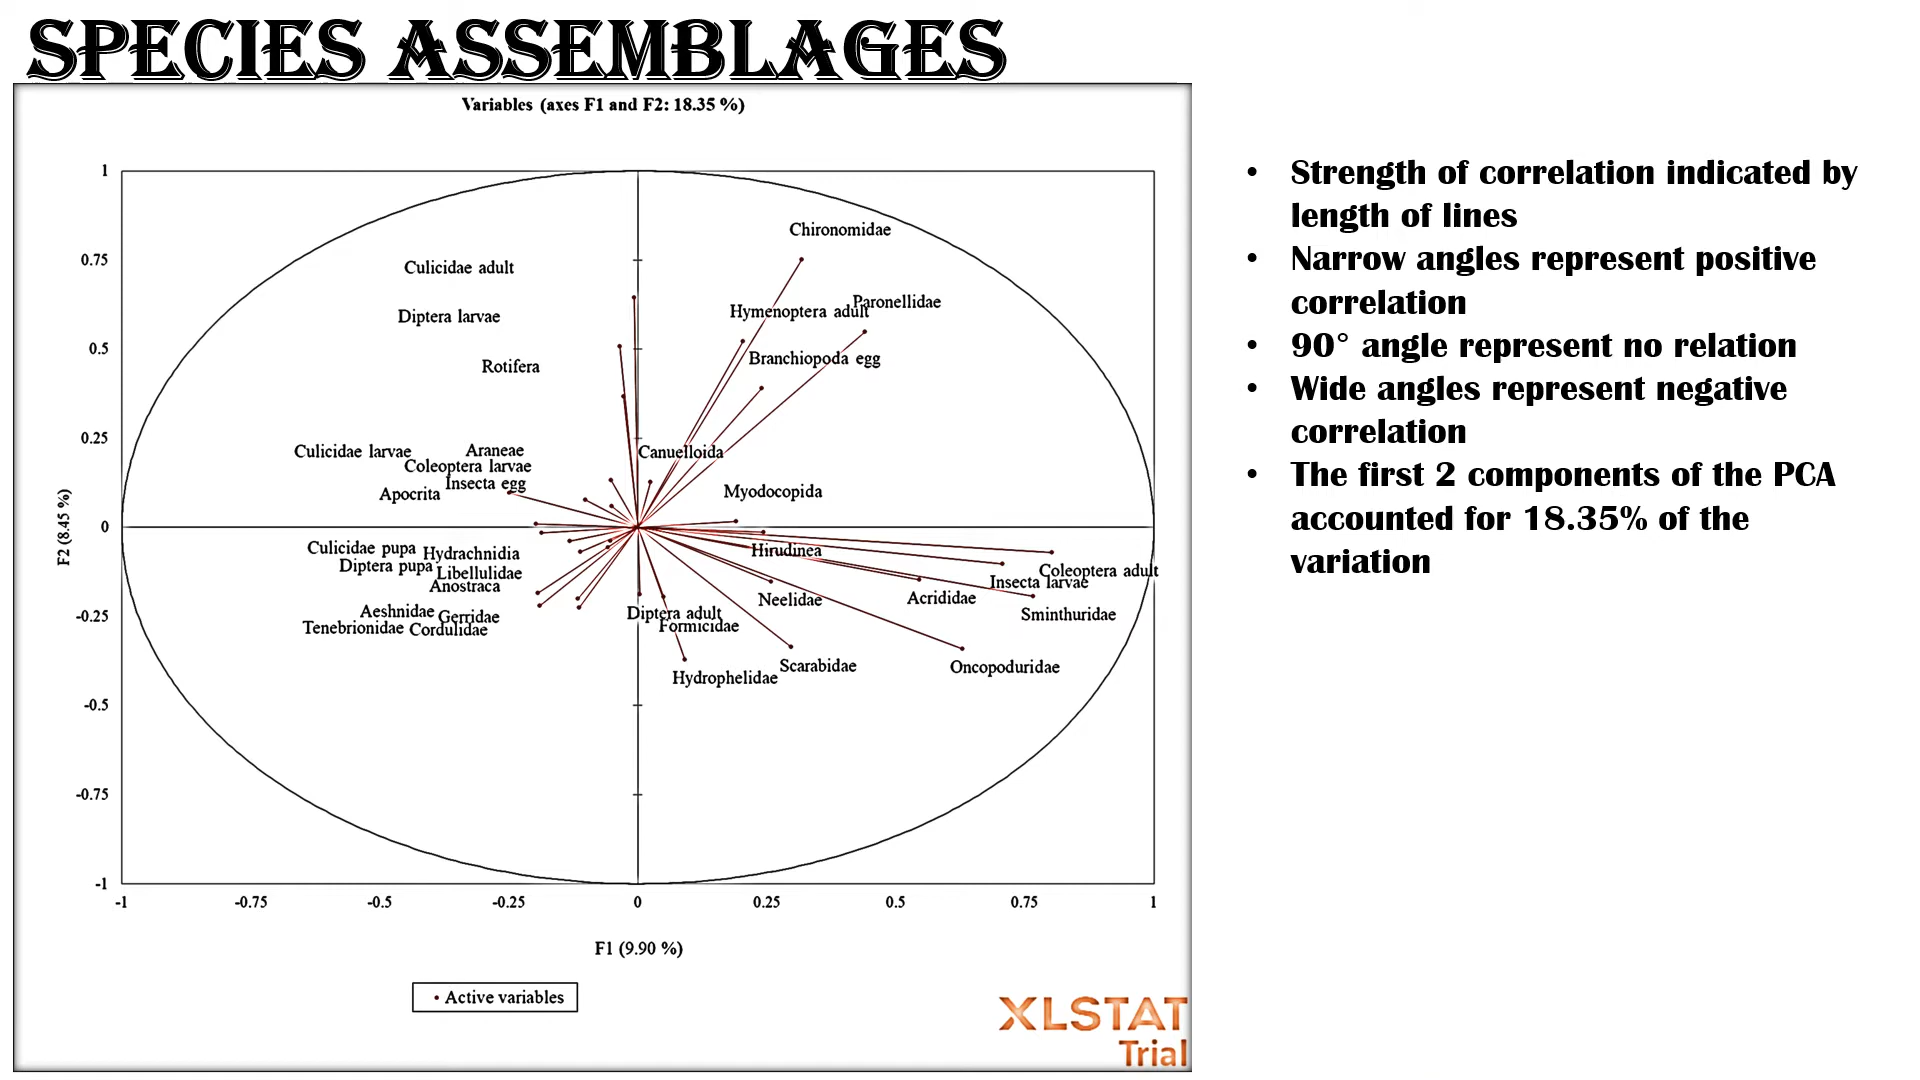 SPECIES ASSEMBLAGES
Variables (axes F1 and F2: 18.35 %)
1
0.75
0.5
0.25
0
-0.25
-0.5
-0.75
-1
F2 (8.45 %)
Chironomidae
Culicidae adult
Paronellidae
Hymenoptera adult
Diptera larvae
Branchiopoda egg
Rotifera
Culicidae larvae
Araneae
Canuelloida
Coleoptera larvae
Insecta egg
Apocrita
Myodocopida
Culicidae pupa
Hydrachnidia
Hirudinea
Diptera pupa
Libellulidae
Coleoptera adult
Anostraca
Insecta larvae
Neelidae
Acrididae
Aeshnidae
Gerridae
Diptera adult
Sminthuridae
Tenebrionidae
Cordulidae
Formicidae
Scarabidae
Oncopoduridae
Hydrophelidae
-1
-0.75
-0.5
-0.25
0
0.25
0.5
0.75
1
F1 (9.90 %)
• Active variables
XLSTAT
Trial
• Strength of correlation indicated by
length of lines
• Narrow angles represent positive
correlation
• 90° angle represent no relation
• Wide angles represent negative
correlation
• The first 2 components of the PCA
accounted for 18.35% of the
variation